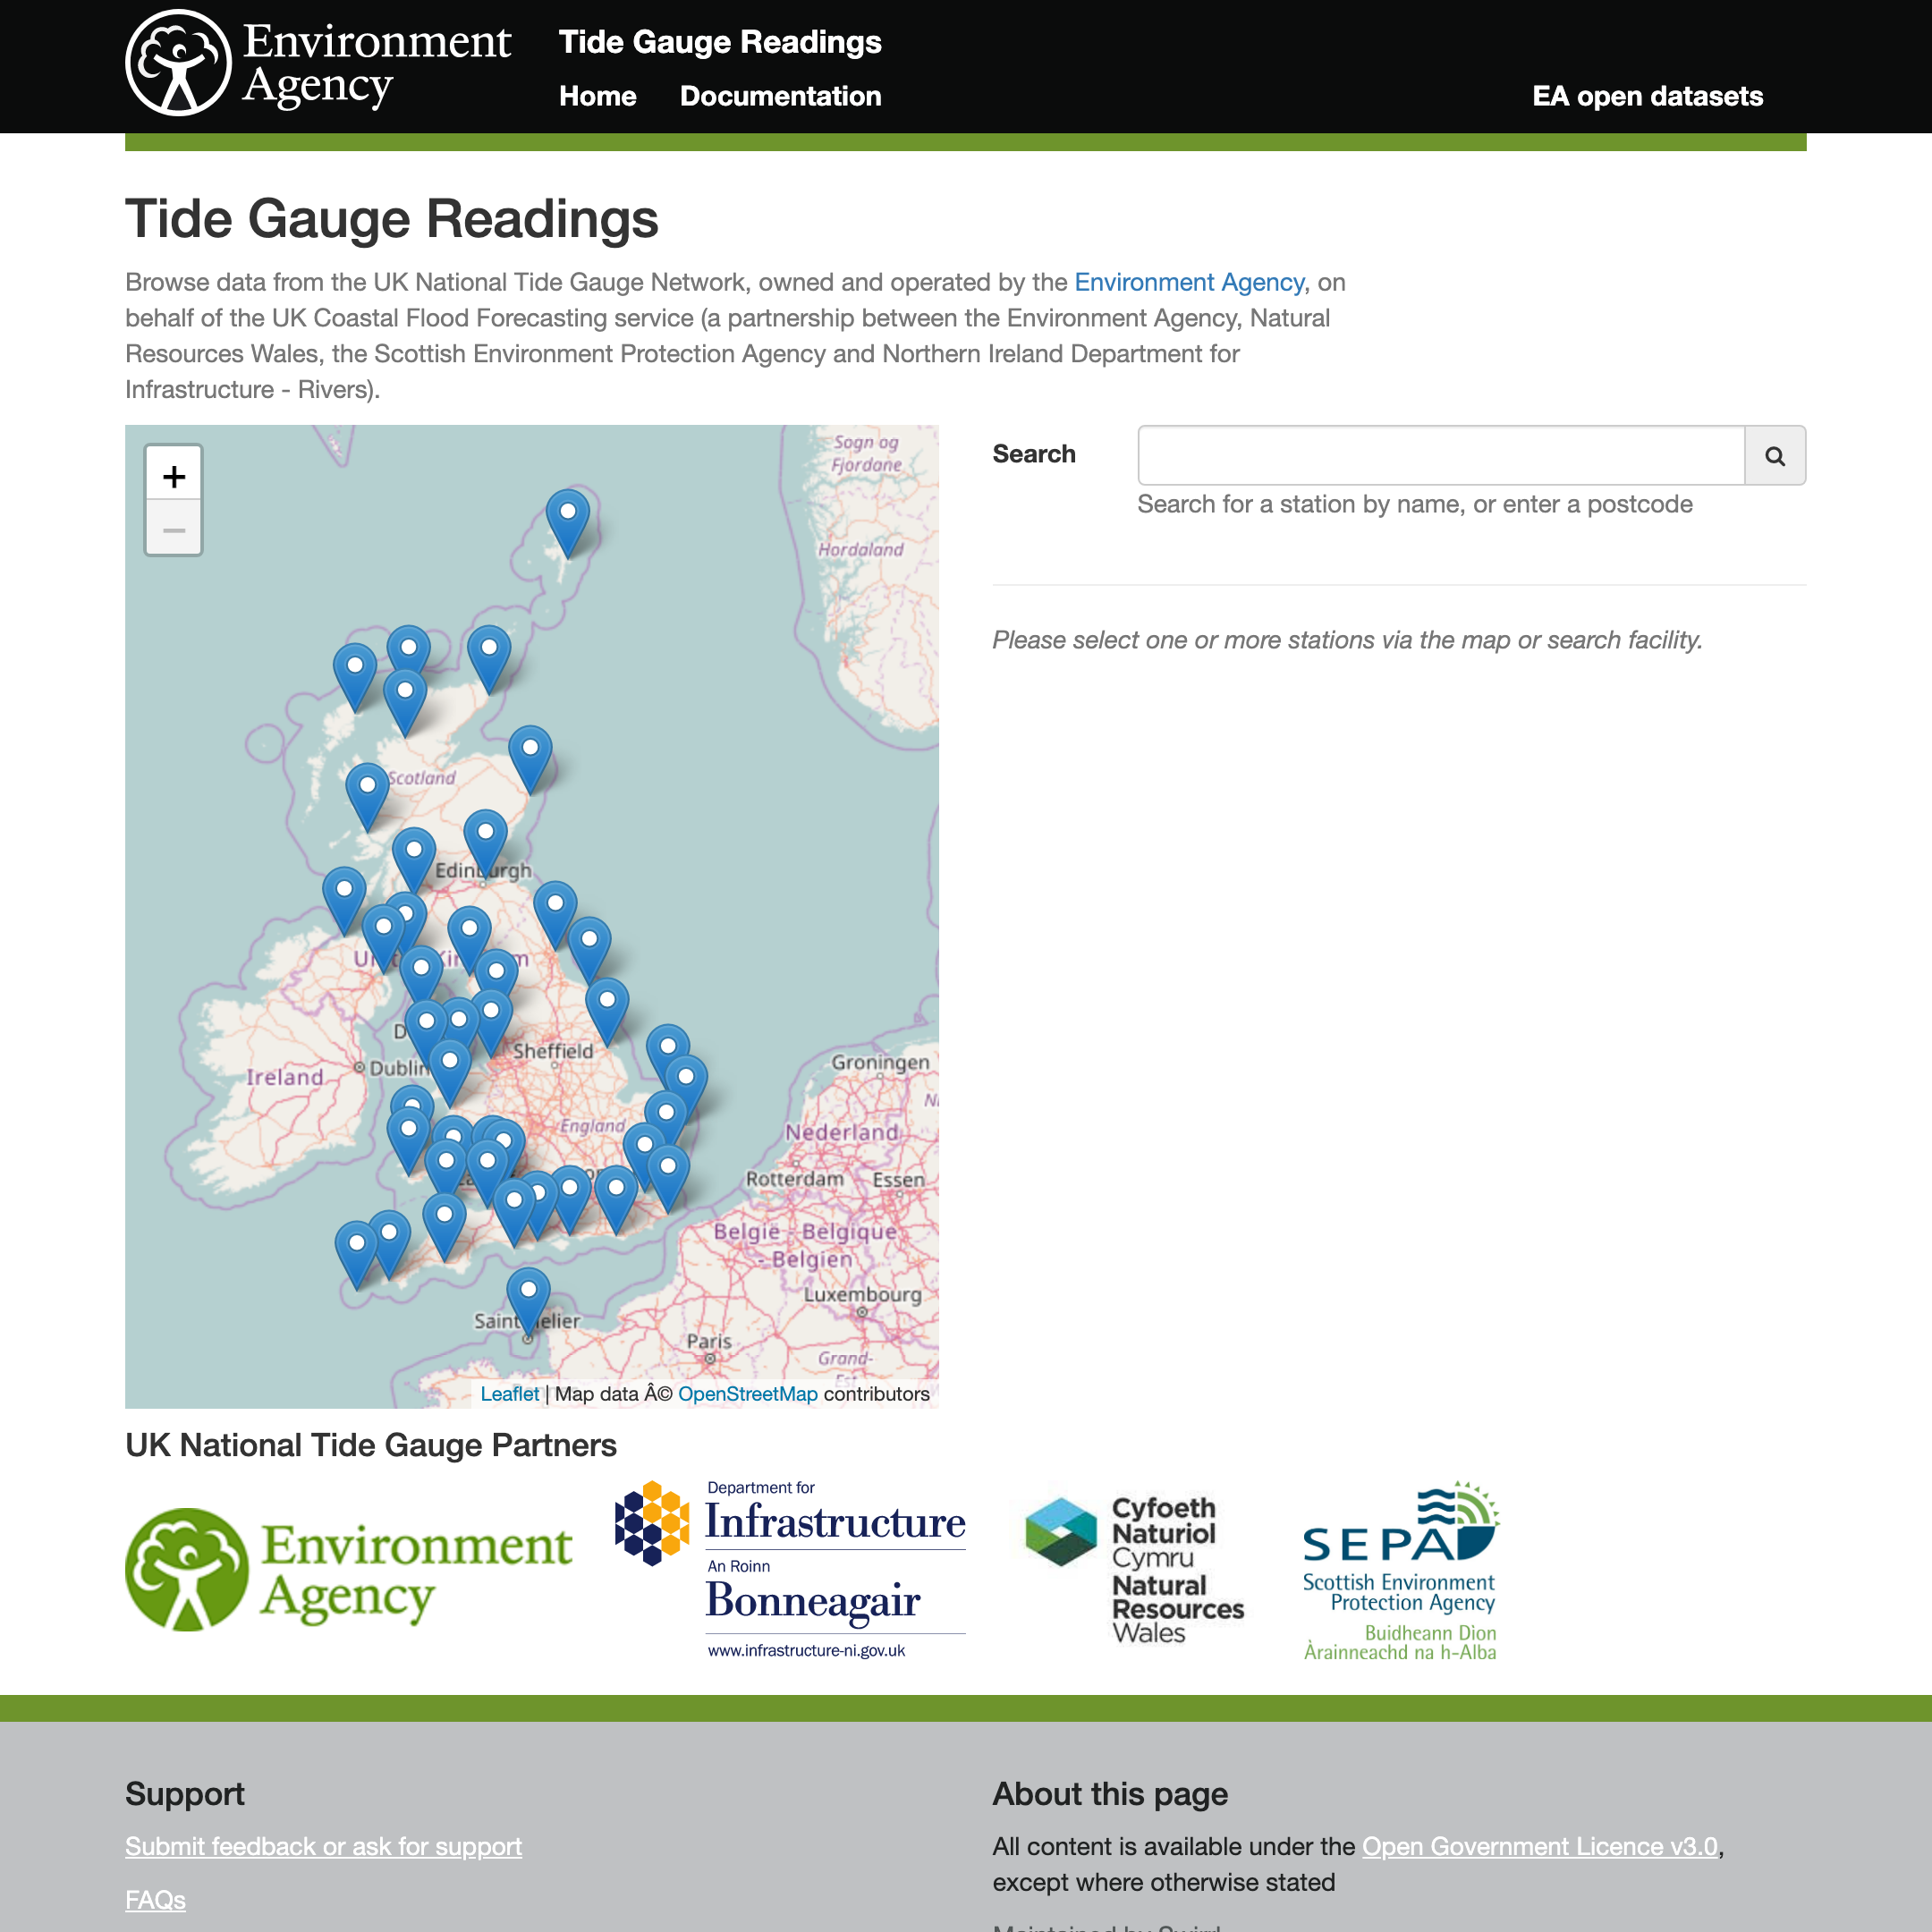 Environment
Agency
Tide Gauge Readings
Home Documentation
EA open datasets
Tide Gauge Readings
Browse data from the UK National Tide Gauge Network, owned and operated by the Environment Agency, on
behalf of the UK Coastal Flood Forecasting service (a partnership between the Environment Agency, Natural
Resources Wales, the Scottish Environment Protection Agency and Northern Ireland Department for
Infrastructure - Rivers).
+
−
Sogn og
Fjordane
Hordaland
Scotland
Sheffield
Dublin
Ireland
England
Groningen
Nederland
Rotterdam
Essen
België - Belgique
- Belgien
Luxembourg
Paris
Grand-
Est
Leaflet | Map data Â© OpenStreetMap contributors
Search
Search for a station by name, or enter a postcode
Please select one or more stations via the map or search facility.
UK National Tide Gauge Partners
Environment
Agency
Department for
Infrastructure
An Roinn
Bonneagair
www.infrastructure-ni.gov.uk
Cyfoeth
Naturiol
Cymru
Natural
Resources
Wales
SEPA
Scottish Environment
Protection Agency
Buidheann Dìon
Àrainneachd na h-Alba
Support
Submit feedback or ask for support
FAQs
About this page
All content is available under the Open Government Licence v3.0,
except where otherwise stated